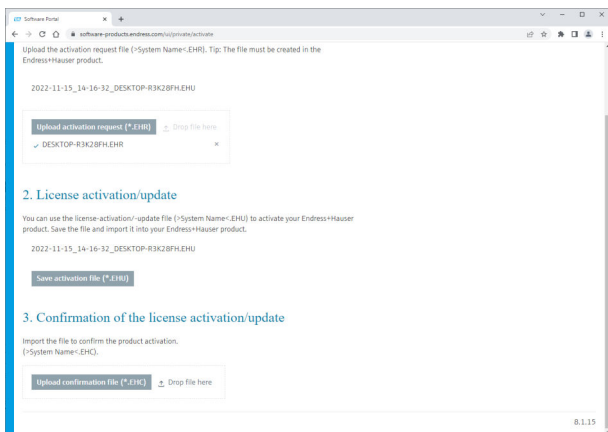 Software Portal
software-products.endress.com/ui/private/activate
Upload the activation request file (>System Name<.EHR). Tip: The file must be created in the
Endress+Hauser product.
2022-11-15_14-16-32_DESKTOP-R3K28FH.EHU
Upload activation request (*.EHR) Drop file here
DESKTOP-R3K28FH.EHR ×
2. License activation/update
You can use the license-activation/-update file (>System Name<.EHU) to activate your Endress+Hauser
product. Save the file and import it into your Endress+Hauser product.
2022-11-15_14-16-32_DESKTOP-R3K28FH.EHU
Save activation file (*.EHU)
3. Confirmation of the license activation/update
Import the file to confirm the product activation.
(>System Name<.EHC).
Upload confirmation file (*.EHC) Drop file here
8.1.15